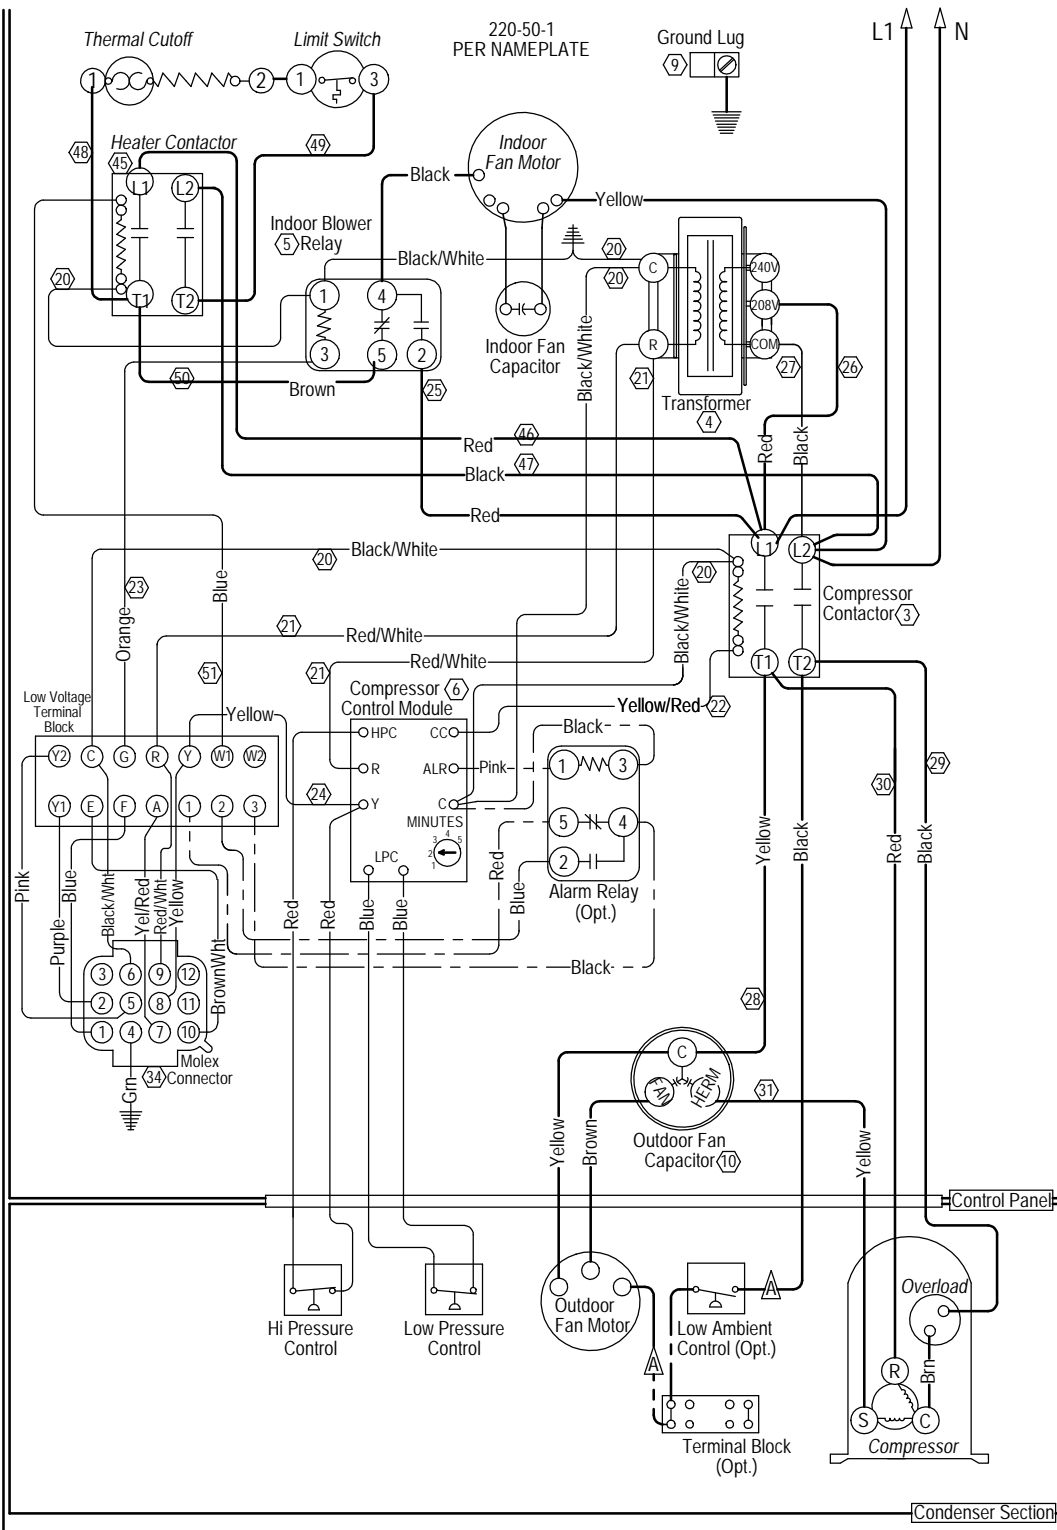 220-50-1
PER NAMEPLATE
L1
N
Thermal Cutoff
Limit Switch
Ground Lug
9
1
2
1
3
48
49
Heater Contactor
45
L1
L2
T1
T2
20
50
Indoor
Fan Motor
Black
Yellow
Indoor Blower
5 Relay
Black/White
20
20
1
4
3
5
2
Brown
25
Indoor Fan
Capacitor
Black/White
C
R
21
240V
208V
COM
27
26
Transformer
4
Red
46
Black
47
Red
Red
Black
L1
L2
T1
T2
Compressor
Contactor 3
Black/White
20
20
Black/White
23
Orange
Blue
21
Red/White
21
Red/White
51
Compressor 6
Control Module
Yellow/Red 22
Low Voltage
Terminal
Block
Yellow
24
Y2
C
G
R
Y
W1
W2
Y1
E
F
A
1
2
3
HPC
CC
R
ALR
Y
C
MINUTES
1
2
3
4
5
LPC
Pink
Black
1
3
5
4
2
Alarm Relay
(Opt.)
Red
Blue
Black
Pink
Blue
Purple
Black/Wht
Yel/Red
Red/Wht
Yellow
BrownWht
Red
Red
Blue
Blue
3
6
9
12
2
5
8
11
1
4
7
10
34
Molex
Connector
Grn
Yellow
Black
30
Red
29
Black
28
C
FAN
HERM
31
Outdoor Fan
Capacitor 10
Yellow
Brown
Yellow
Control Panel
Hi Pressure
Control
Low Pressure
Control
Outdoor
Fan Motor
A
A
Low Ambient
Control (Opt.)
Terminal Block
(Opt.)
Overload
Brn
R
S
C
Compressor
Condenser Section